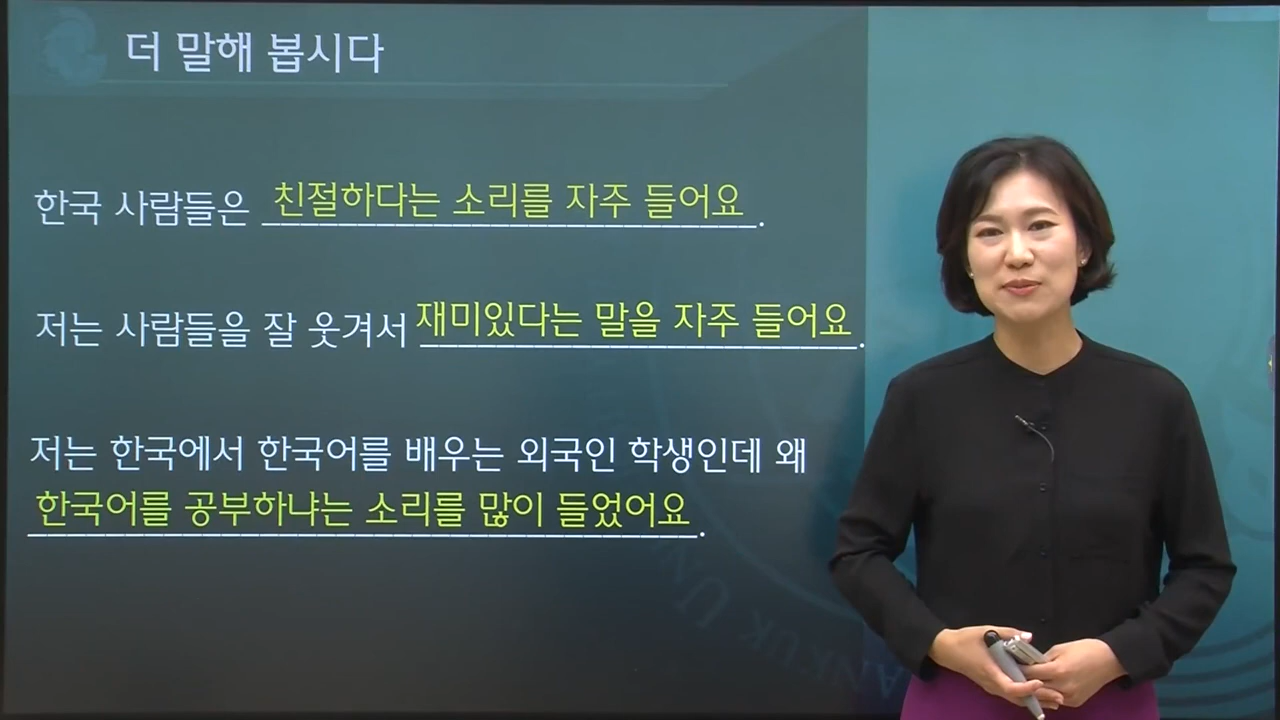 더 말해 봅시다
한국 사람들은 친절하다는 소리를 자주 들어요.
저는 사람들을 잘 웃겨서 재미있다는 말을 자주 들어요.
저는 한국에서 한국어를 배우는 외국인 학생인데 왜
한국어를 공부하냐는 소리를 많이 들었어요.